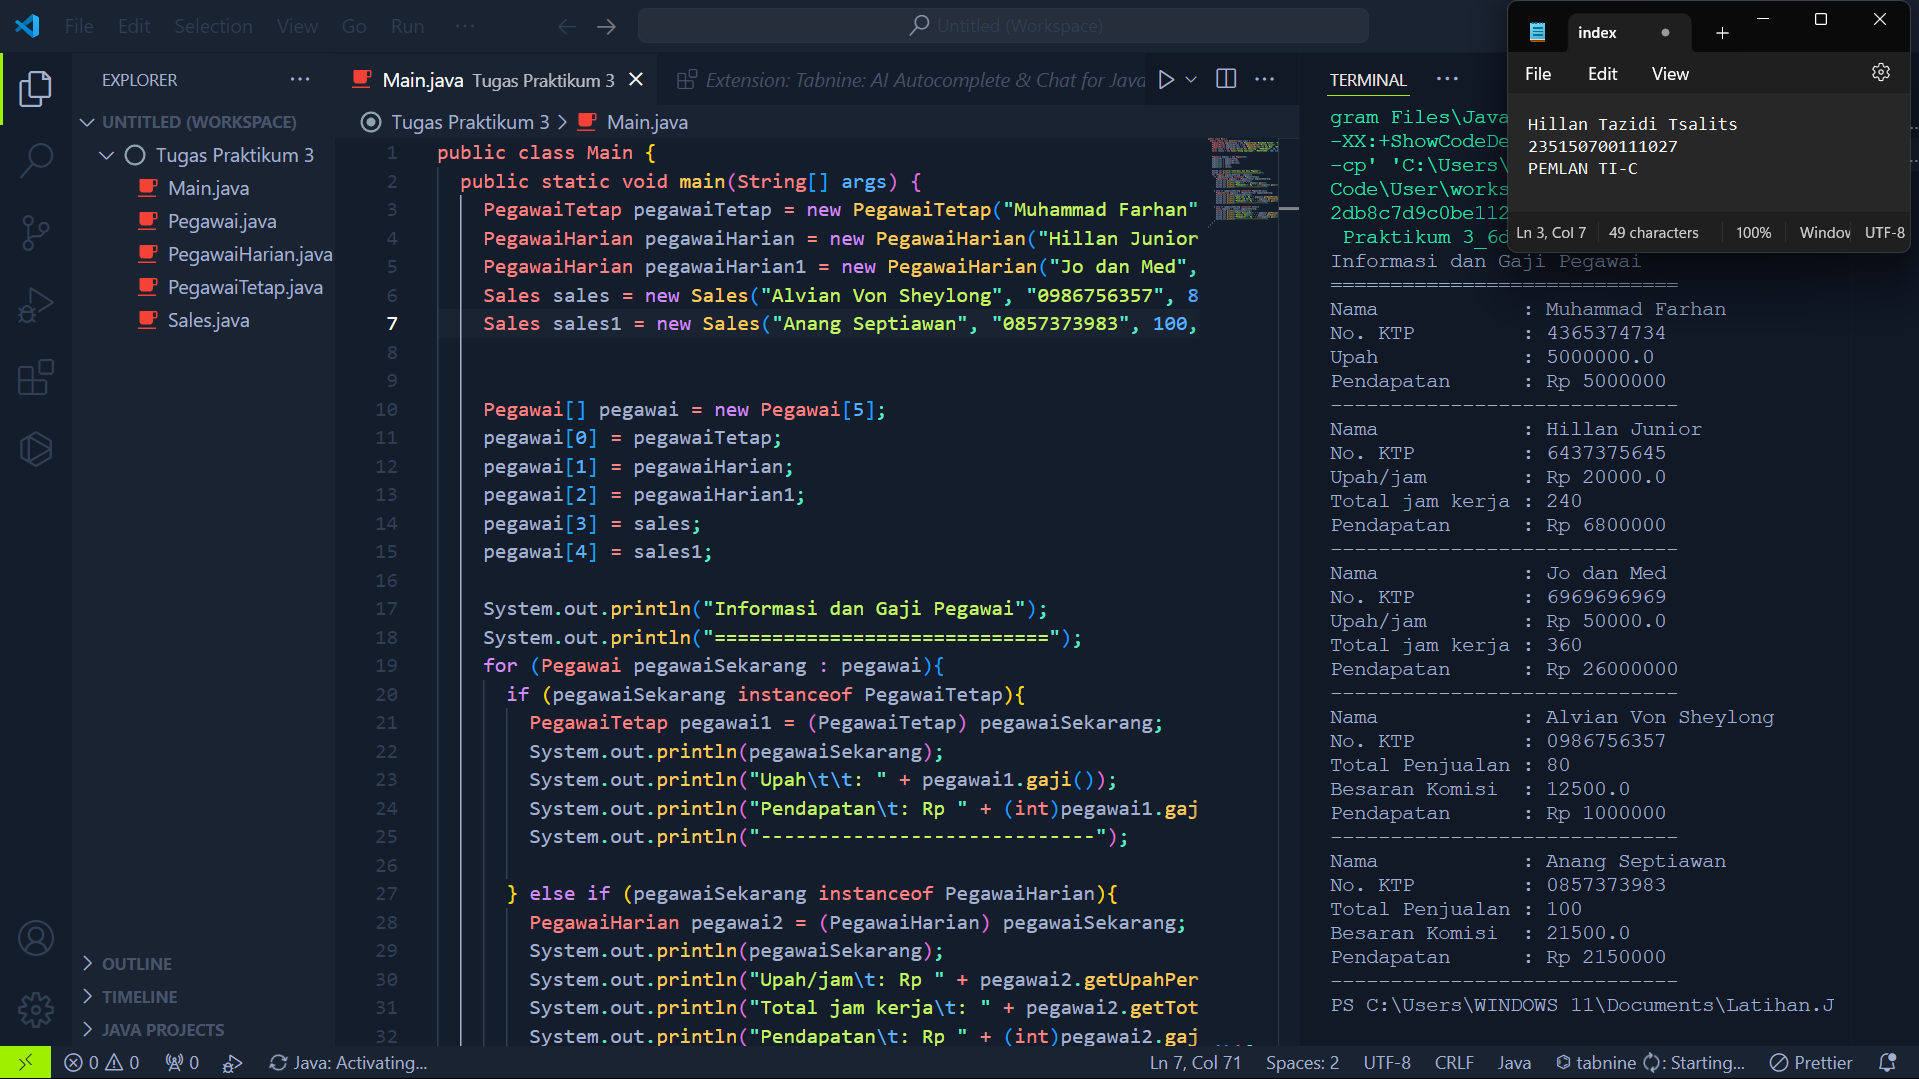 File Edit Selection View Go Run ···
Untitled (Workspace)
EXPLORER ···
UNTITLED (WORKSPACE)
Tugas Praktikum 3
Main.java
Pegawai.java
PegawaiHarian.java
PegawaiTetap.java
Sales.java
OUTLINE
TIMELINE
JAVA PROJECTS
Main.java Tugas Praktikum 3
Extension: Tabnine: AI Autocomplete & Chat for Java
Tugas Praktikum 3 > Main.java
1 public class Main {
2 public static void main(String[] args) {
3 PegawaiTetap pegawaiTetap = new PegawaiTetap("Muhammad Farhan"
4 PegawaiHarian pegawaiHarian = new PegawaiHarian("Hillan Junior
5 PegawaiHarian pegawaiHarian1 = new PegawaiHarian("Jo dan Med",
6 Sales sales = new Sales("Alvian Von Sheylong", "0986756357", 8
7 Sales sales1 = new Sales("Anang Septiawan", "0857373983", 100,
8
9
10 Pegawai[] pegawai = new Pegawai[5];
11 pegawai[0] = pegawaiTetap;
12 pegawai[1] = pegawaiHarian;
13 pegawai[2] = pegawaiHarian1;
14 pegawai[3] = sales;
15 pegawai[4] = sales1;
16
17 System.out.println("Informasi dan Gaji Pegawai");
18 System.out.println("=============================");
19 for (Pegawai pegawaiSekarang : pegawai){
20 if (pegawaiSekarang instanceof PegawaiTetap){
21 PegawaiTetap pegawai1 = (PegawaiTetap) pegawaiSekarang;
22 System.out.println(pegawaiSekarang);
23 System.out.println("Upah\t\t: " + pegawai1.gaji());
24 System.out.println("Pendapatan\t: Rp " + (int)pegawai1.gaj
25 System.out.println("-----------------------------");
26
27 } else if (pegawaiSekarang instanceof PegawaiHarian){
28 PegawaiHarian pegawai2 = (PegawaiHarian) pegawaiSekarang;
29 System.out.println(pegawaiSekarang);
30 System.out.println("Upah/jam\t: Rp " + pegawai2.getUpahPer
31 System.out.println("Total jam kerja\t: " + pegawai2.getTot
32 System.out.println("Pendapatan\t: Rp " + (int)pegawai2.gaj
TERMINAL ···
gram Files\Java
-XX:+ShowCodeDe
-cp' 'C:\Users\
Code\User\works
2db8c7d9c0be112
Praktikum 3_6d
Informasi dan Gaji Pegawai
=============================
Nama : Muhammad Farhan
No. KTP : 4365374734
Upah : 5000000.0
Pendapatan : Rp 5000000
-----------------------------
Nama : Hillan Junior
No. KTP : 6437375645
Upah/jam : Rp 20000.0
Total jam kerja : 240
Pendapatan : Rp 6800000
-----------------------------
Nama : Jo dan Med
No. KTP : 6969696969
Upah/jam : Rp 50000.0
Total jam kerja : 360
Pendapatan : Rp 26000000
-----------------------------
Nama : Alvian Von Sheylong
No. KTP : 0986756357
Total Penjualan : 80
Besaran Komisi : 12500.0
Pendapatan : Rp 1000000
-----------------------------
Nama : Anang Septiawan
No. KTP : 0857373983
Total Penjualan : 100
Besaran Komisi : 21500.0
Pendapatan : Rp 2150000
-----------------------------
PS C:\Users\WINDOWS 11\Documents\Latihan.J
index
File Edit View
Hillan Tazidi Tsalits
235150700111027
PEMLAN TI-C
Ln 3, Col 7 49 characters 100% Window UTF-8
0 0 0 Java: Activating... Ln 7, Col 71 Spaces: 2 UTF-8 CRLF Java tabnine : Starting... Prettier